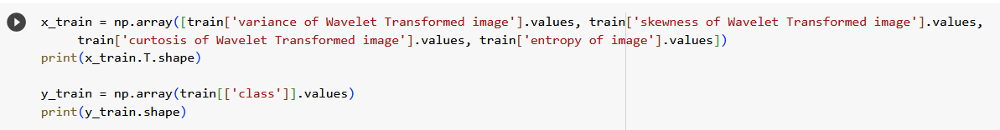 x_train = np.array([train['variance of Wavelet Transformed image'].values, train['skewness of Wavelet Transformed image'].values,
train['curtosis of Wavelet Transformed image'].values, train['entropy of image'].values])
print(x_train.T.shape)
y_train = np.array(train[['class']].values)
print(y_train.shape)